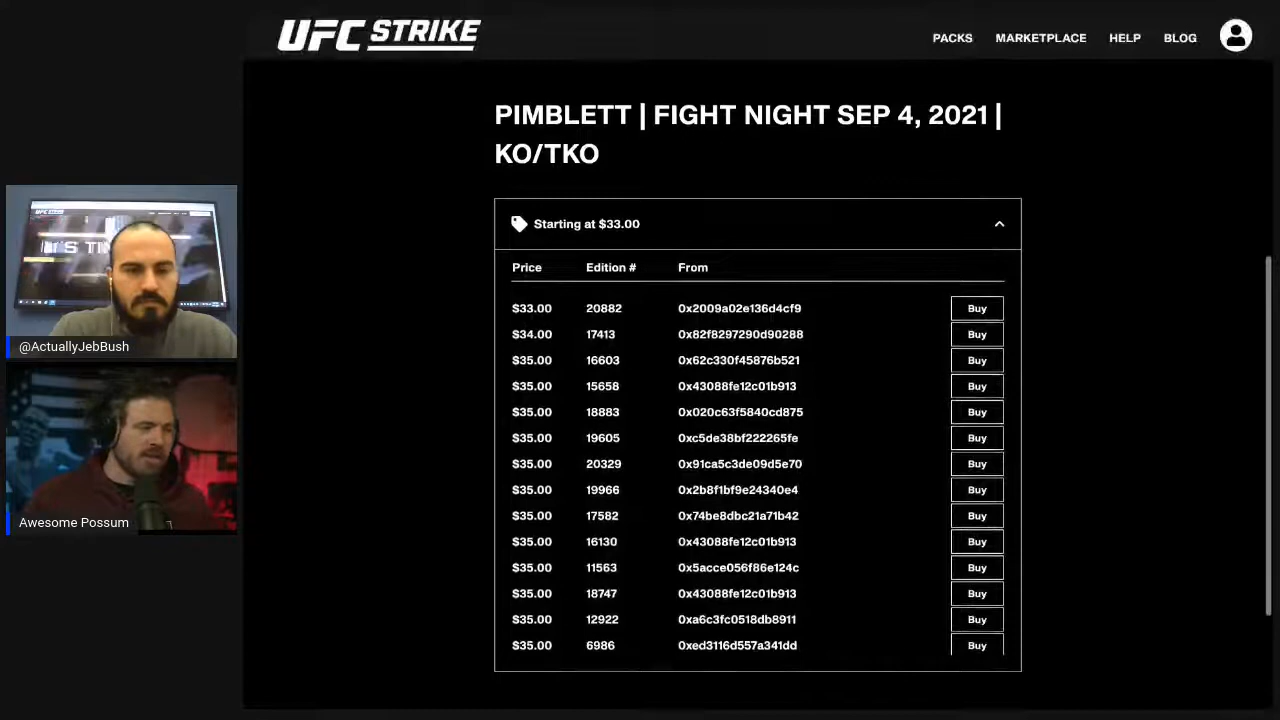 UFC STRIKE
PACKS MARKETPLACE HELP BLOG
PIMBLETT | FIGHT NIGHT SEP 4, 2021 |
KO/TKO
Starting at $33.00
Price Edition # From
$33.00 20882 0x2009a02e136d4cf9 Buy
$34.00 17413 0x82f8297290d90288 Buy
$35.00 16603 0x62c330f45876b521 Buy
$35.00 15658 0x43088fe12c01b913 Buy
$35.00 18883 0x020c63f5840cd875 Buy
$35.00 19605 0xc5de38bf222265fe Buy
$35.00 20329 0x91ca5c3de09d5e70 Buy
$35.00 19966 0x2b8f1bf9e24340e4 Buy
$35.00 17582 0x74be8dbc21a71b42 Buy
$35.00 16130 0x43088fe12c01b913 Buy
$35.00 11563 0x5acce056f86e124c Buy
$35.00 18747 0x43088fe12c01b913 Buy
$35.00 12922 0xa6c3fc0518db8911 Buy
$35.00 6986 0xed3116d557a341dd Buy
@ActuallyJebBush
Awesome Possum